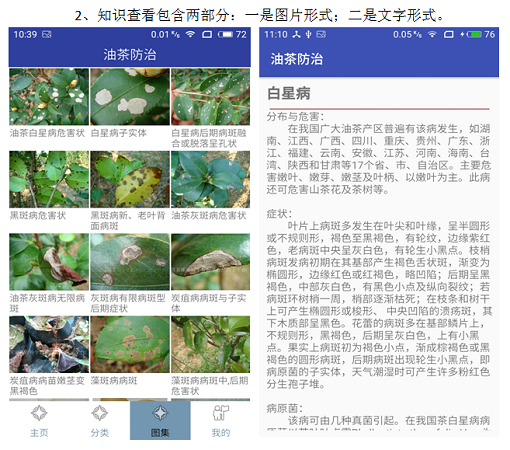 2、知识查看包含两部分：一是图片形式；二是文字形式。
10:39 0.01 K/s 72
油茶防治
油茶白星病危害状 白星病子实体 白星病后期病斑融合或脱落呈孔状
黑斑病危害状 黑斑病新、老叶背面病斑 油茶灰斑病危害状
油茶灰斑病无限病斑 灰斑病有限病斑型后期症状 炭疽病病斑与子实体
炭疽病病苗嫩茎变黑褐色 藻斑病病斑 藻斑病病斑中,后期危害状
主页 分类 图集 我的
11:10 0.05 K/s 76
油茶防治
白星病
分布与危害：
在我国广大油茶产区普遍有该病发生，如湖
南、江西、广西、四川、重庆、贵州、广东、浙
江、福建、云南、安徽、江苏、河南、海南、台
湾、陕西和甘肃等17个省、市、自治区。主要危
害嫩叶、嫩芽、嫩茎及叶柄、以嫩叶为主。此病
还可危害山茶花及茶树等。
症状：
叶片上病斑多发生在叶尖和叶缘，呈半圆形
或不规则形，褐色至黑褐色，有轮纹，边缘紫红
色，老病斑中央呈灰白色，有轮生小黑点。枝梢
病斑发病初期在其基部产生褐色舌状斑，渐变为
椭圆形，边缘红色或红褐色，略凹陷；后期呈黑
褐色，中部灰白色，有黑色小点及纵向裂纹；若
病斑环树梢一周，梢部逐渐枯死；在枝条和树干
上可产生椭圆形或梭形、 中央凹陷的溃疡斑，其
下木质部呈黑色。花蕾的病斑多在基部鳞片上，
不规则形，黑褐色，后期呈灰白色，上有小黑
点。果实上病斑初为褐色小点，渐成棕褐色或黑
褐色的圆形病斑，后期病斑出现轮生小黑点，即
病原菌的子实体，天气潮湿时可产生许多粉红色
分生孢子堆。
病原菌：
该病可由几种真菌引起。在我国茶白星病病